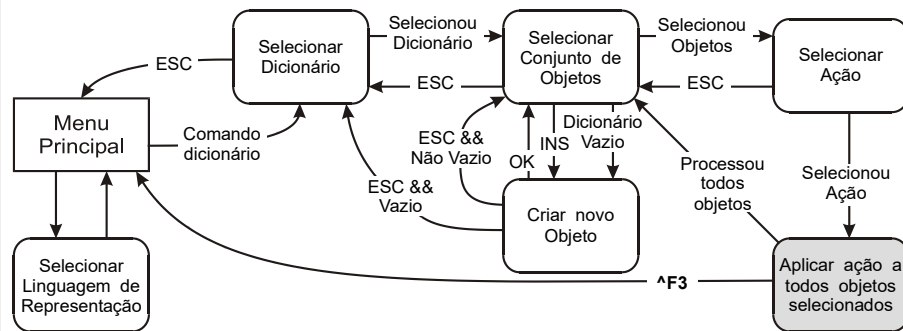 Selecionar
Dicionário
Selecionou
Dicionário
Selecionar
Conjunto de
Objetos
Selecionou
Objetos
Selecionar
Ação
ESC
ESC
ESC
Menu
Principal
Comando
dicionário
ESC &&
Não Vazio
OK
INS
Dicionário
Vazio
ESC &&
Vazio
Criar novo
Objeto
Processou
todos
objetos
Selecionou
Ação
Selecionar
Linguagem de
Representação
^F3
Aplicar ação a
todos objetos
selecionados